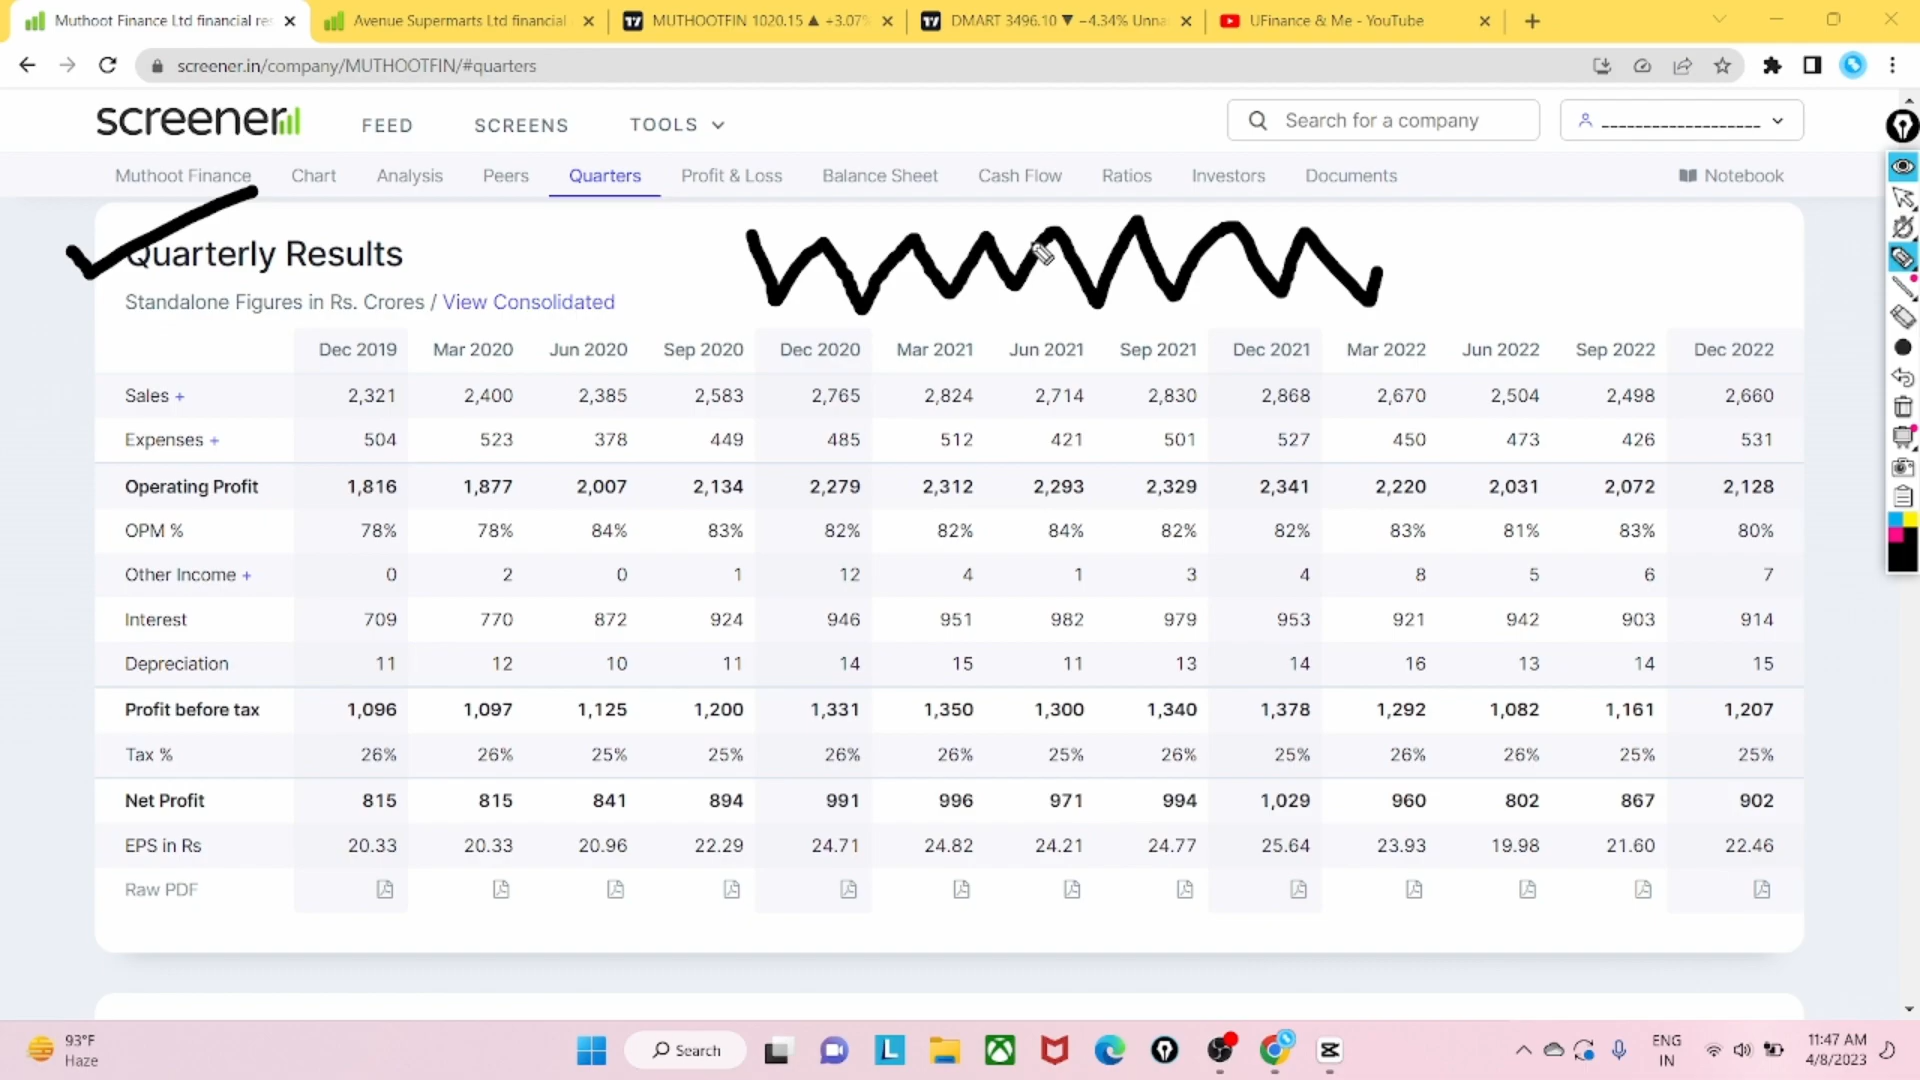 Muthoot Finance Ltd financial res
Avenue Supermarts Ltd financial
MUTHOOTFIN 1020.15 ▲ +3.07%
DMART 3496.10 ▼ −4.34% Unna
UFinance & Me - YouTube
screener.in/company/MUTHOOTFIN/#quarters
screener
FEED SCREENS TOOLS
Search for a company
Muthoot Finance Chart Analysis Peers Quarters Profit & Loss Balance Sheet Cash Flow Ratios Investors Documents Notebook
Quarterly Results
Standalone Figures in Rs. Crores / View Consolidated
Dec 2019 Mar 2020 Jun 2020 Sep 2020 Dec 2020 Mar 2021 Jun 2021 Sep 2021 Dec 2021 Mar 2022 Jun 2022 Sep 2022 Dec 2022
Sales + 2,321 2,400 2,385 2,583 2,765 2,824 2,714 2,830 2,868 2,670 2,504 2,498 2,660
Expenses + 504 523 378 449 485 512 421 501 527 450 473 426 531
Operating Profit 1,816 1,877 2,007 2,134 2,279 2,312 2,293 2,329 2,341 2,220 2,031 2,072 2,128
OPM % 78% 78% 84% 83% 82% 82% 84% 82% 82% 83% 81% 83% 80%
Other Income + 0 2 0 1 12 4 1 3 4 8 5 6 7
Interest 709 770 872 924 946 951 982 979 953 921 942 903 914
Depreciation 11 12 10 11 14 15 11 13 14 16 13 14 15
Profit before tax 1,096 1,097 1,125 1,200 1,331 1,350 1,300 1,340 1,378 1,292 1,082 1,161 1,207
Tax % 26% 26% 25% 25% 26% 26% 25% 26% 25% 26% 26% 25% 25%
Net Profit 815 815 841 894 991 996 971 994 1,029 960 802 867 902
EPS in Rs 20.33 20.33 20.96 22.29 24.71 24.82 24.21 24.77 25.64 23.93 19.98 21.60 22.46
Raw PDF
93°F
Haze
Search
ENG
IN
11:47 AM
4/8/2023